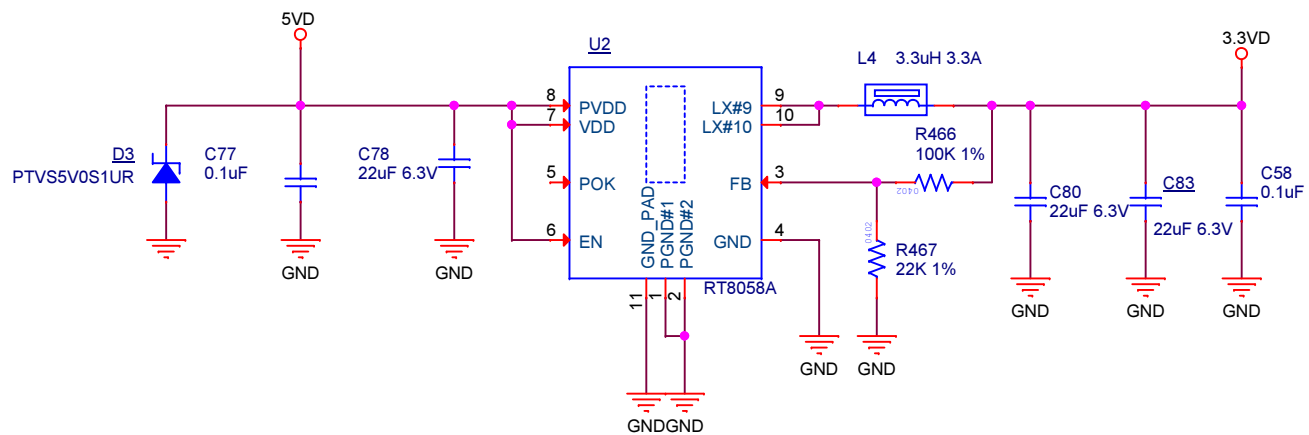 5VD
U2
L4 3.3uH 3.3A
3.3VD
8
PVDD
LX#9
9
7
VDD
LX#10
10
R466
100K 1%
D3
PTVS5V0S1UR
C77
0.1uF
C78
22uF 6.3V
5
POK
FB
3
0402
C80
22uF 6.3V
C83
22uF 6.3V
C58
0.1uF
6
EN
GND_PAD
PGND#1
PGND#2
GND
4
0402
R467
22K 1%
GND
GND
11
1
2
RT8058A
GND
GND
GND
GND
GND
GND
GND